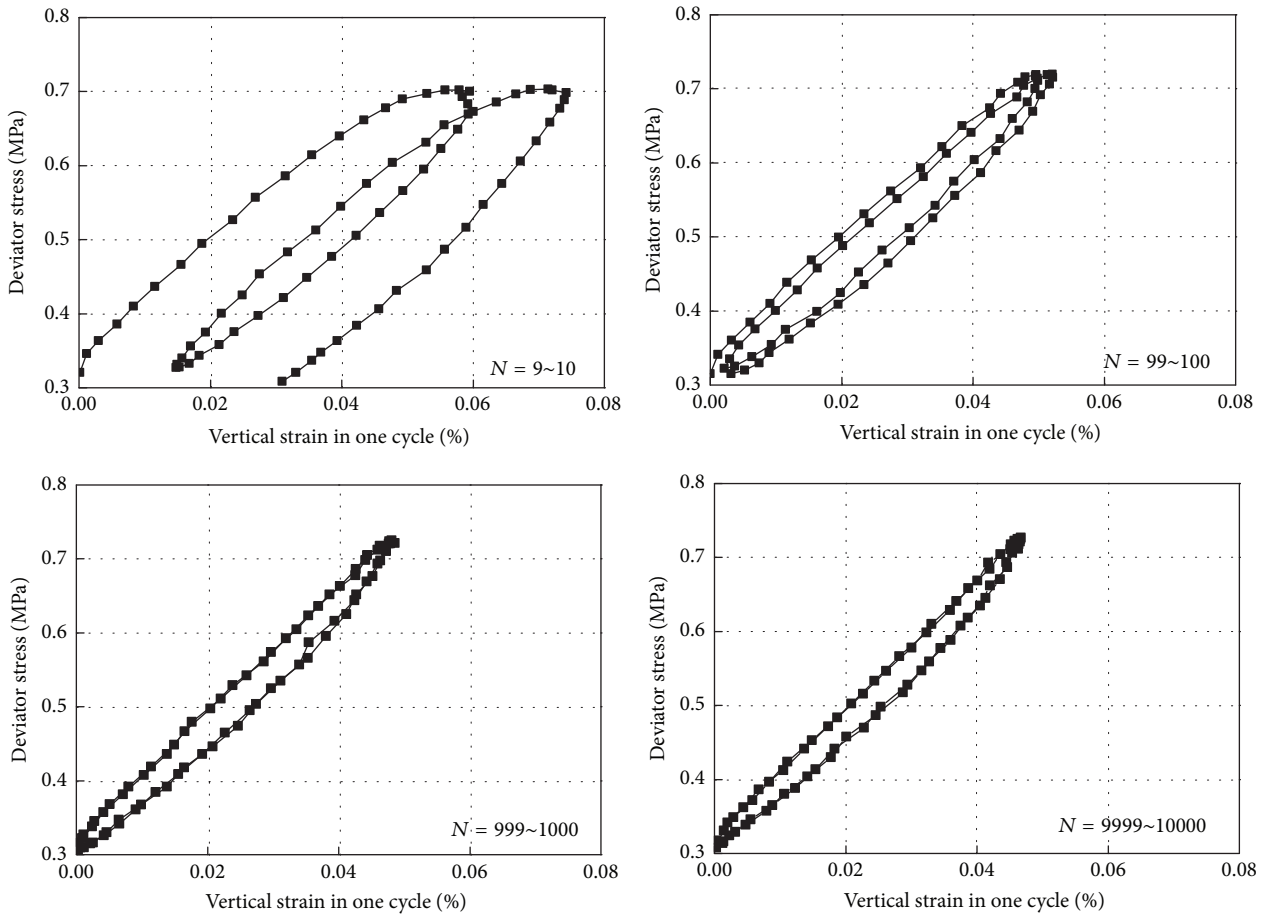 0.8
0.7
0.6
0.5
0.4
0.3
Deviator stress (MPa)
N = 9~10
0.00 0.02 0.04 0.06 0.08
Vertical strain in one cycle (%)
0.8
0.7
0.6
0.5
0.4
0.3
Deviator stress (MPa)
N = 99~100
0.00 0.02 0.04 0.06 0.08
Vertical strain in one cycle (%)
0.8
0.7
0.6
0.5
0.4
0.3
Deviator stress (MPa)
N = 999~1000
0.00 0.02 0.04 0.06 0.08
Vertical strain in one cycle (%)
0.8
0.7
0.6
0.5
0.4
0.3
Deviator stress (MPa)
N = 9999~10000
0.00 0.02 0.04 0.06 0.08
Vertical strain in one cycle (%)